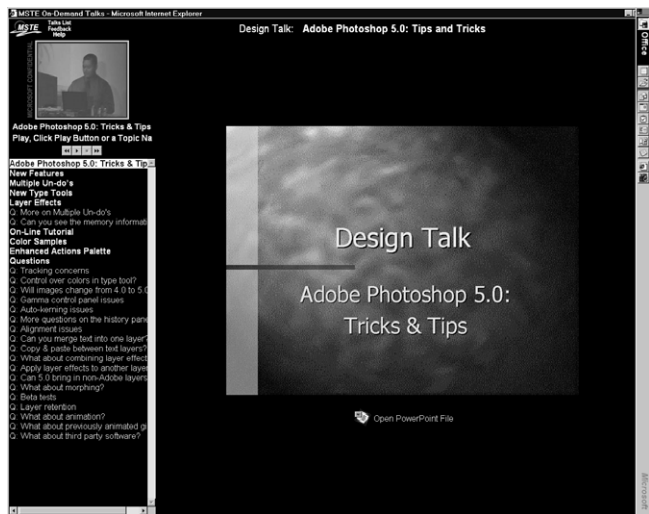 MSTE On-Demand Talks - Microsoft Internet Explorer
MSTE
Talks List
Feedback
Help
Design Talk: Adobe Photoshop 5.0: Tips and Tricks
Office
MICROSOFT CONFIDENTIAL
Adobe Photoshop 5.0: Tricks & Tips
Play, Click Play Button or a Topic Na
Adobe Photoshop 5.0: Tricks & Tip
New Features
Multiple Un-do's
New Type Tools
Layer Effects
Q: More on Multiple Un-do's
Q: Can you see the memory informati
On-Line Tutorial
Color Samples
Enhanced Actions Palette
Questions
Q: Tracking concerns
Q: Control over colors in type tool?
Q: Will images change from 4.0 to 5.0
Q: Gamma control panel issues
Q: Auto-kerning issues
Q: More questions on the history pane
Q: Alignment issues
Q: Can you merge text into one layer?
Q: Copy & paste between text layers?
Q: What about combining layer effect
Q: Apply layer effects to another layer
Q: Can 5.0 bring in non-Adobe layers
Q: What about morphing?
Q: Beta tests
Q: Layer retention
Q: What about animation?
Q: What about previously animated gi
Q: What about third party software?
Design Talk
Adobe Photoshop 5.0:
Tricks & Tips
Open PowerPoint File
Microsoft